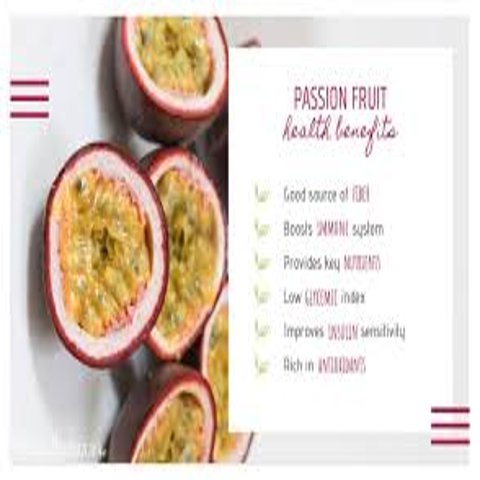 PASSION FRUIT
health benefits
Good source of FIBER
Boosts IMMUNE system
Provides key NUTRIENTS
Low GLYCEMIC index
Improves INSULIN sensitivity
Rich in ANTIOXIDANTS